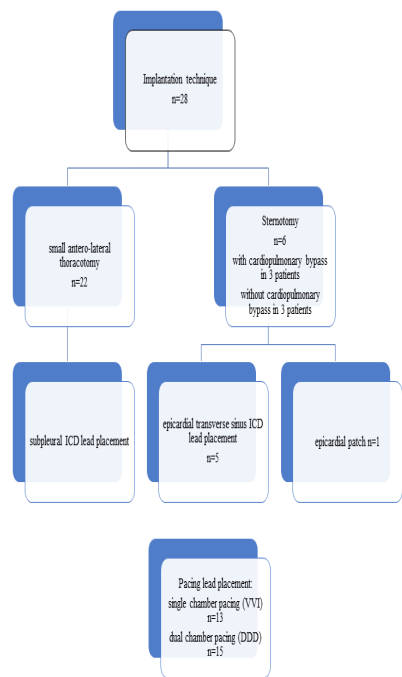 Implantation technique
n=28
small antero-lateral
thoracotomy
n=22
Sternotomy
n=6
with cardiopulmonary bypass
in 3 patients
without cardiopulmonary
bypass in 3 patients
subpleural ICD lead placement
epicardial transverse sinus ICD
lead placement
n=5
epicardial patch n=1
Pacing lead placement:
single chamber pacing (VVI)
n=13
dual chamber pacing (DDD)
n=15